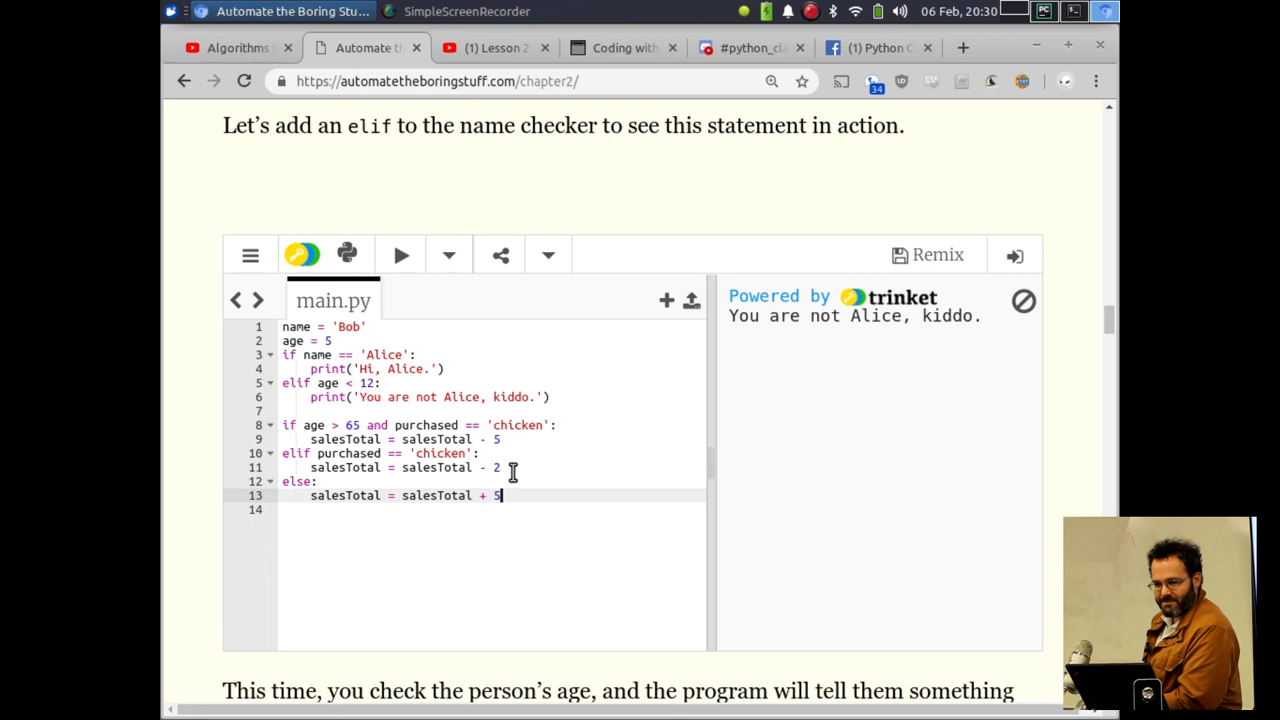 Automate the Boring Stu...
SimpleScreenRecorder
06 Feb, 20:30
Algorithms
Automate th
(1) Lesson 2
Coding with
#python_cla
(1) Python C
https://automatetheboringstuff.com/chapter2/
34
Let's add an elif to the name checker to see this statement in action.
Remix
main.py
Powered by trinket
You are not Alice, kiddo.
1 name = 'Bob'
2 age = 5
3 if name == 'Alice':
4 print('Hi, Alice.')
5 elif age < 12:
6 print('You are not Alice, kiddo.')
7
8 if age > 65 and purchased == 'chicken':
9 salesTotal = salesTotal - 5
10 elif purchased == 'chicken':
11 salesTotal = salesTotal - 2
12 else:
13 salesTotal = salesTotal + 5
14
This time, you check the person's age, and the program will tell them something